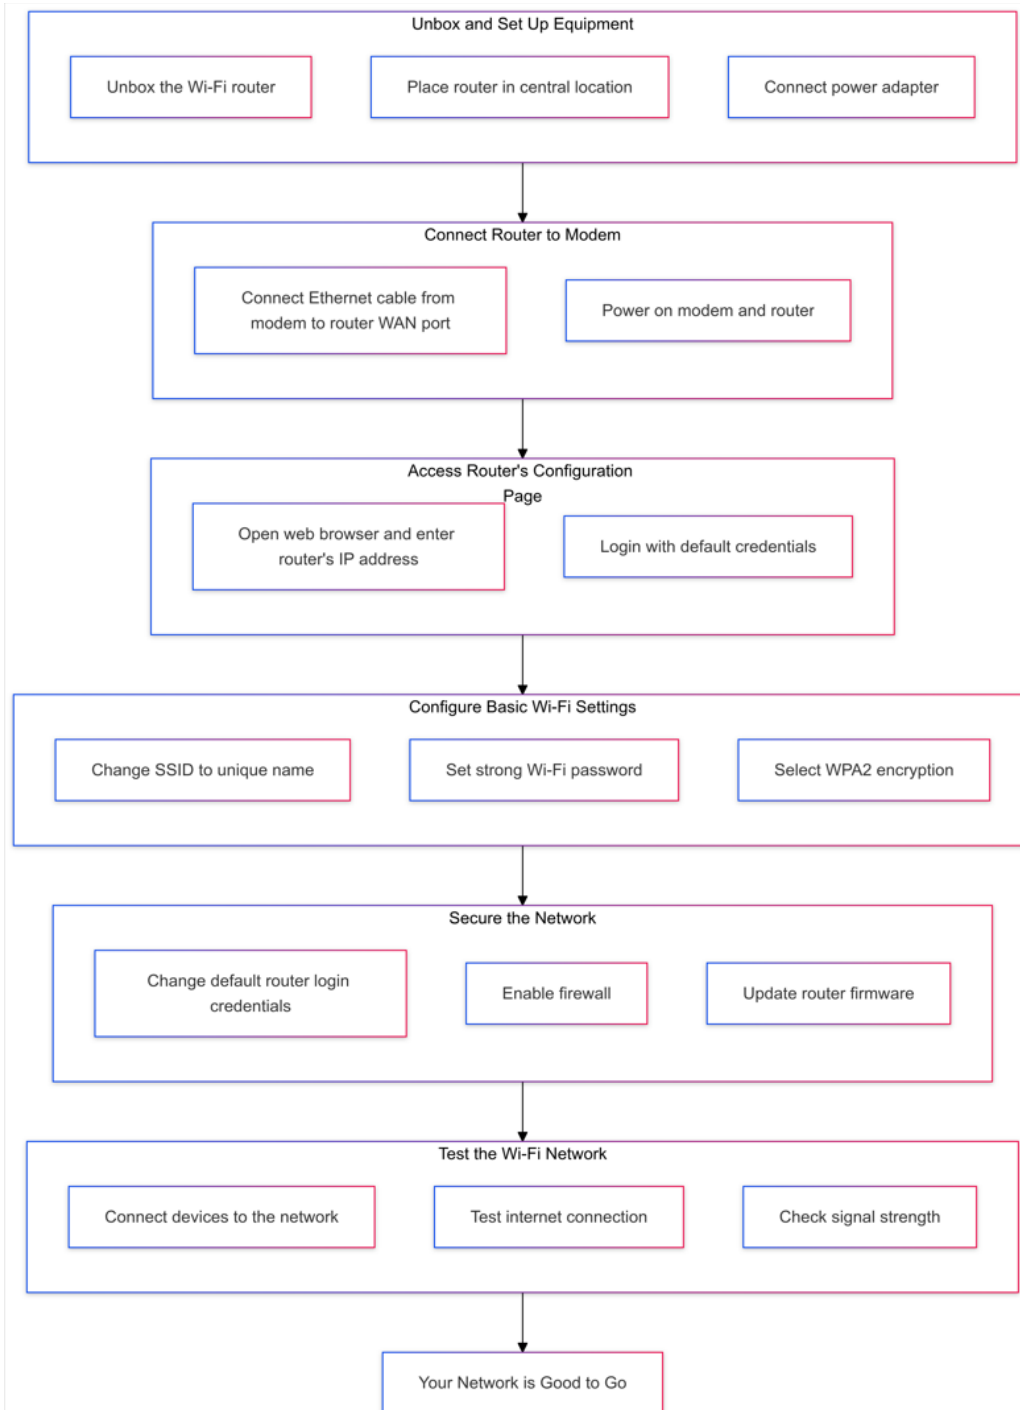 Unbox and Set Up Equipment
Unbox the Wi-Fi router
Place router in central location
Connect power adapter
Connect Router to Modem
Connect Ethernet cable from
modem to router WAN port
Power on modem and router
Access Router's Configuration
Page
Open web browser and enter
router's IP address
Login with default credentials
Configure Basic Wi-Fi Settings
Change SSID to unique name
Set strong Wi-Fi password
Select WPA2 encryption
Secure the Network
Change default router login
credentials
Enable firewall
Update router firmware
Test the Wi-Fi Network
Connect devices to the network
Test internet connection
Check signal strength
Your Network is Good to Go